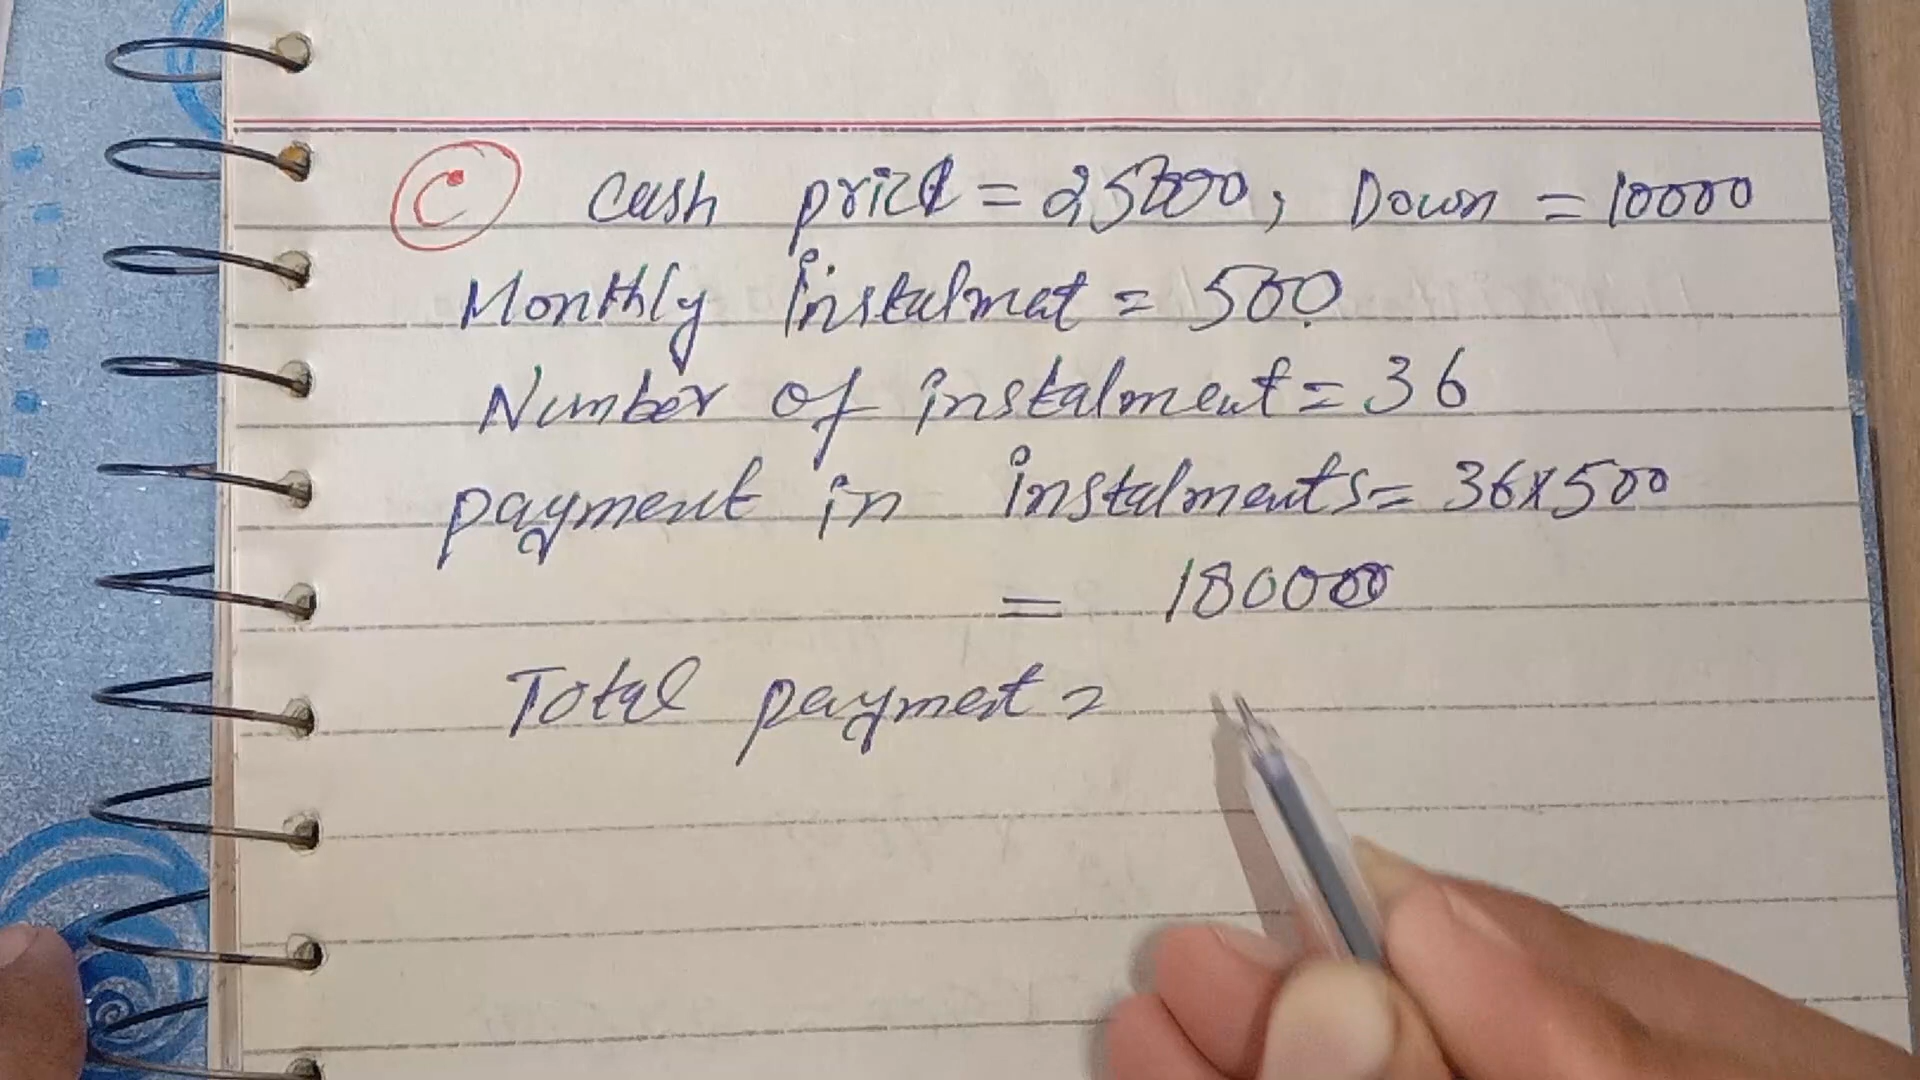 C Cash price = 25000, Down = 10000
Monthly instalmat = 500
Number of instalment = 36
payment in instalments = 36x500
= 18000
Total payment =